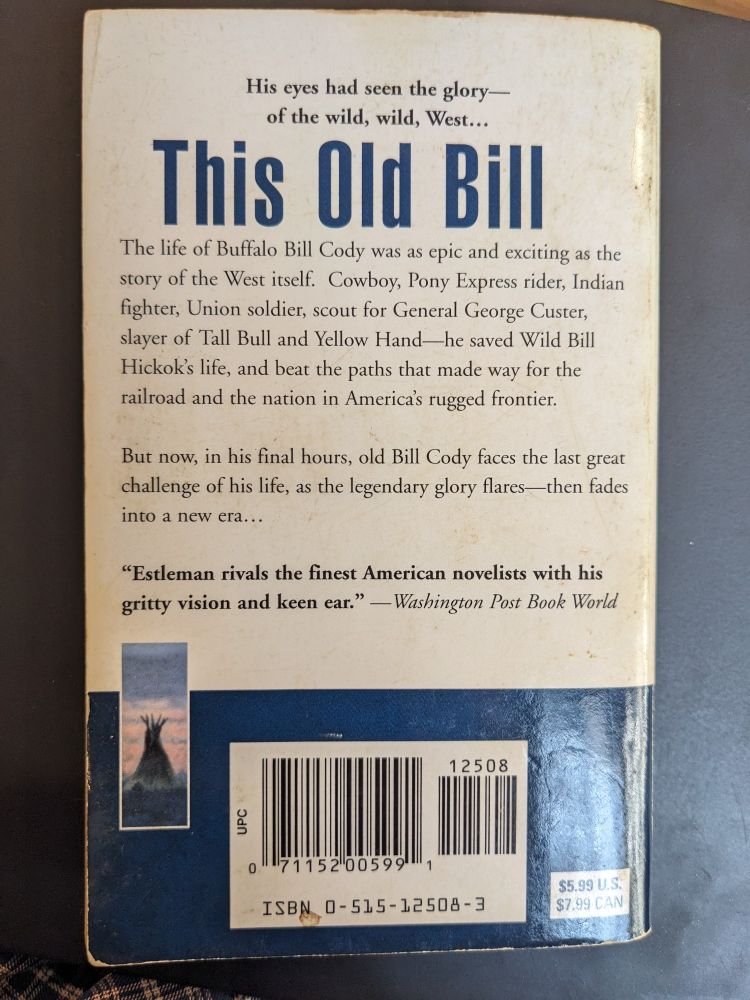 His eyes had seen the glory—
of the wild, wild, West...
This Old Bill
The life of Buffalo Bill Cody was as epic and exciting as the
story of the West itself. Cowboy, Pony Express rider, Indian
fighter, Union soldier, scout for General George Custer,
slayer of Tall Bull and Yellow Hand—he saved Wild Bill
Hickok's life, and beat the paths that made way for the
railroad and the nation in America's rugged frontier.
But now, in his final hours, old Bill Cody faces the last great
challenge of his life, as the legendary glory flares—then fades
into a new era...
“Estleman rivals the finest American novelists with his
gritty vision and keen ear.” —Washington Post Book World
12508
UPC
0 71152 00599 1
ISBN 0-515-12508-3
$5.99 U.S.
$7.99 CAN